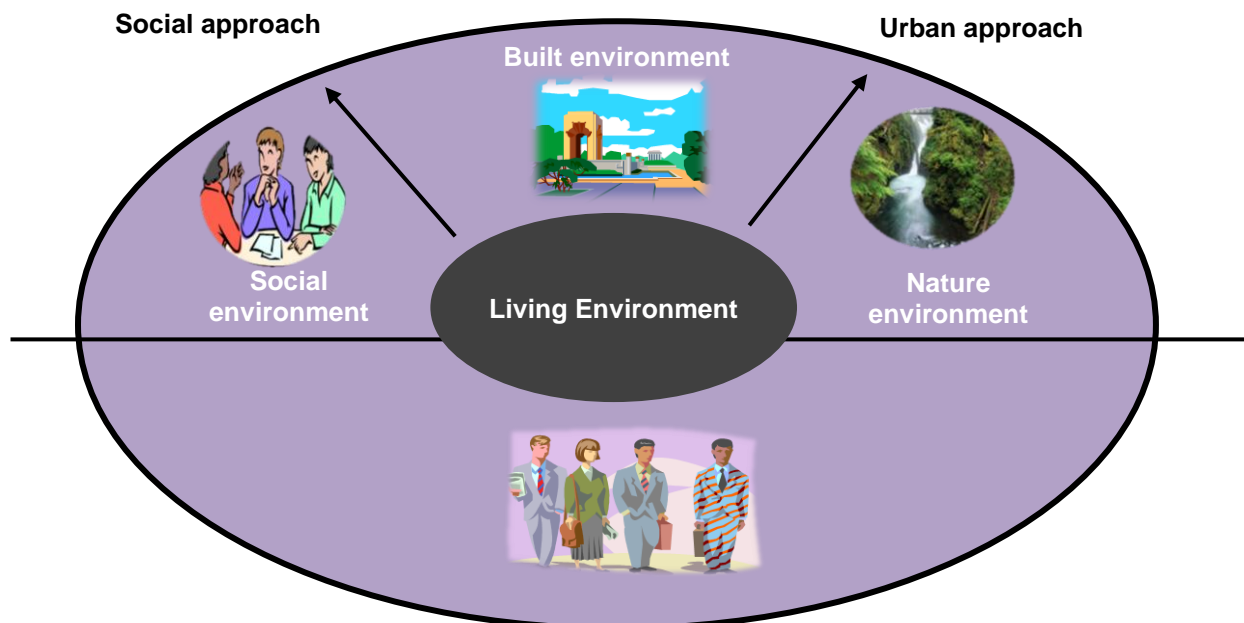 Social approach
Urban approach
Built environment
Social
environment
Nature
environment
Living Environment